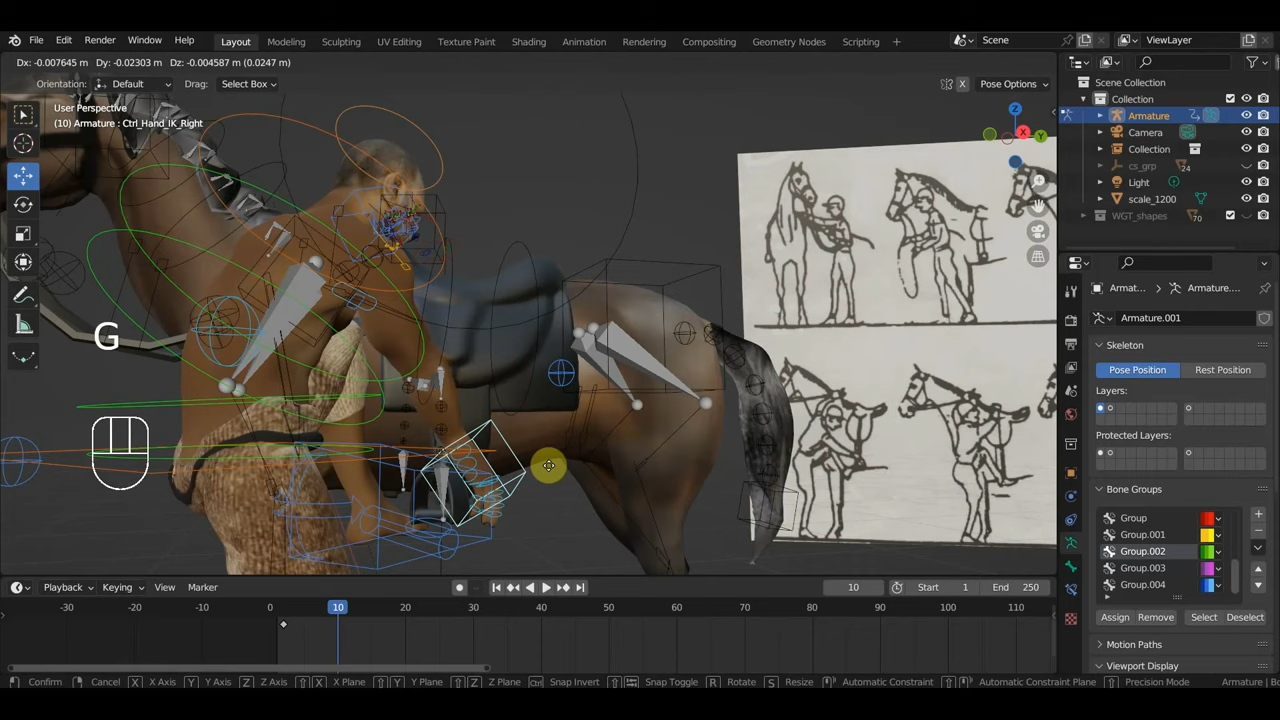 File Edit Render Window Help Layout Modeling Sculpting UV Editing Texture Paint Shading Animation Rendering Compositing Geometry Nodes Scripting + Scene ViewLayer
Dx: -0.007645 m Dy: -0.02303 m Dz: -0.004587 m (0.0247 m)
Orientation: Default Drag: Select Box X Pose Options
User Perspective
(10) Armature : Ctrl_Hand_IK_Right
Z
X
Y
G
Scene Collection
Collection
Armature
Camera
Collection
cs_grp 24
Light
scale_1200
WGT_shapes 70
Armat... Armature....
Armature.001
Skeleton
Pose Position Rest Position
Layers:
Protected Layers:
Bone Groups
Group
Group.001
Group.002
Group.003
Group.004
Assign Remove Select Deselect
Motion Paths
Viewport Display
Playback Keying View Marker 10 Start 1 End 250
-30 -20 -10 0 10 20 30 40 50 60 70 80 90 100 110
Confirm Cancel X X Axis Y Y Axis Z Z Axis X X Plane Y Y Plane Z Z Plane Ctrl Snap Invert Snap Toggle R Rotate S Resize Automatic Constraint Automatic Constraint Plane Precision Mode Armature | Bo